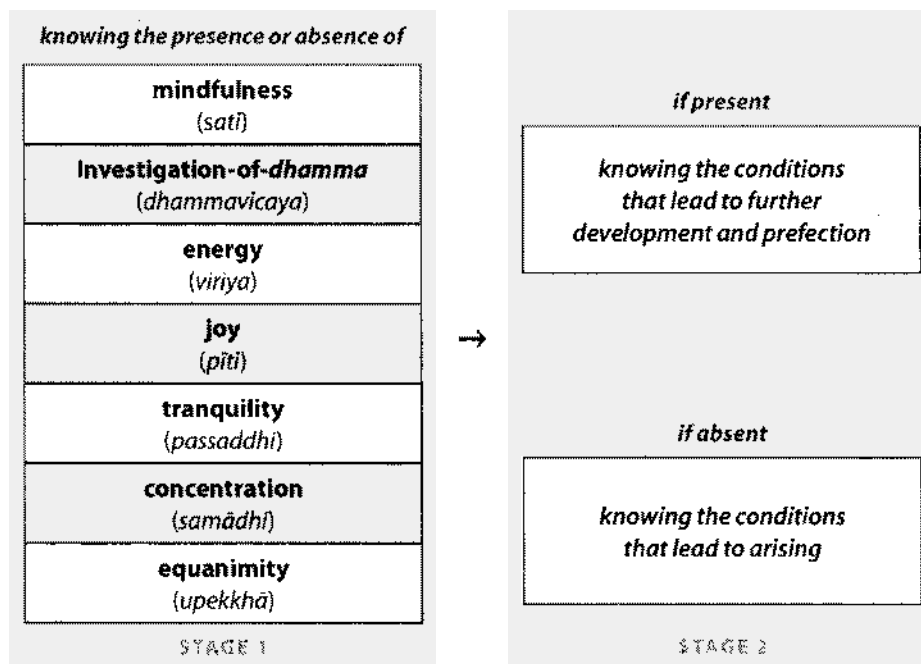 knowing the presence or absence of
mindfulness
(sati)
Investigation-of-dhamma
(dhammavicaya)
energy
(viriya)
joy
(pīti)
tranquility
(passaddhi)
concentration
(samādhi)
equanimity
(upekkhā)
STAGE 1
→
if present
knowing the conditions
that lead to further
development and prefection
if absent
knowing the conditions
that lead to arising
STAGE 2